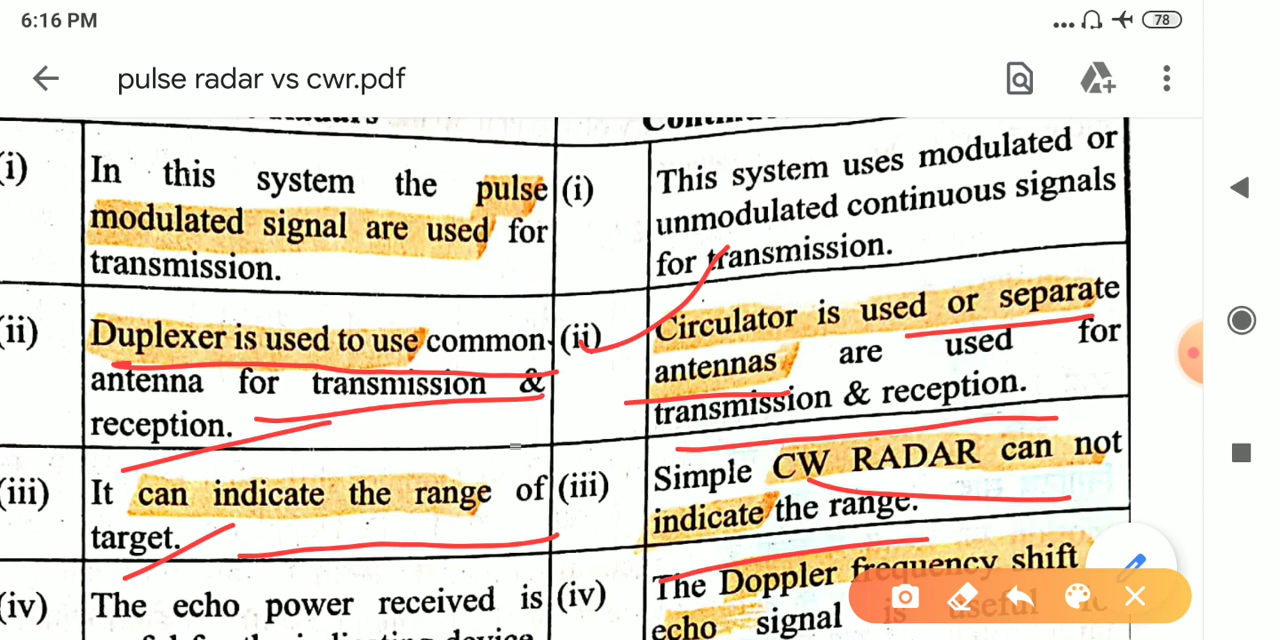 6:16 PM
78
pulse radar vs cwr.pdf
(i) In this system the pulse
modulated signal are used for
transmission.
(i) This system uses modulated or
unmodulated continuous signals
for transmission.
(ii) Duplexer is used to use common
antenna for transmission &
reception.
(ii) Circulator is used or separate
antennas are used for
transmission & reception.
(iii) It can indicate the range of
target.
(iii) Simple CW RADAR can not
indicate the range.
(iv) The echo power received is
(iv) The Doppler frequency shift
echo signal is useful